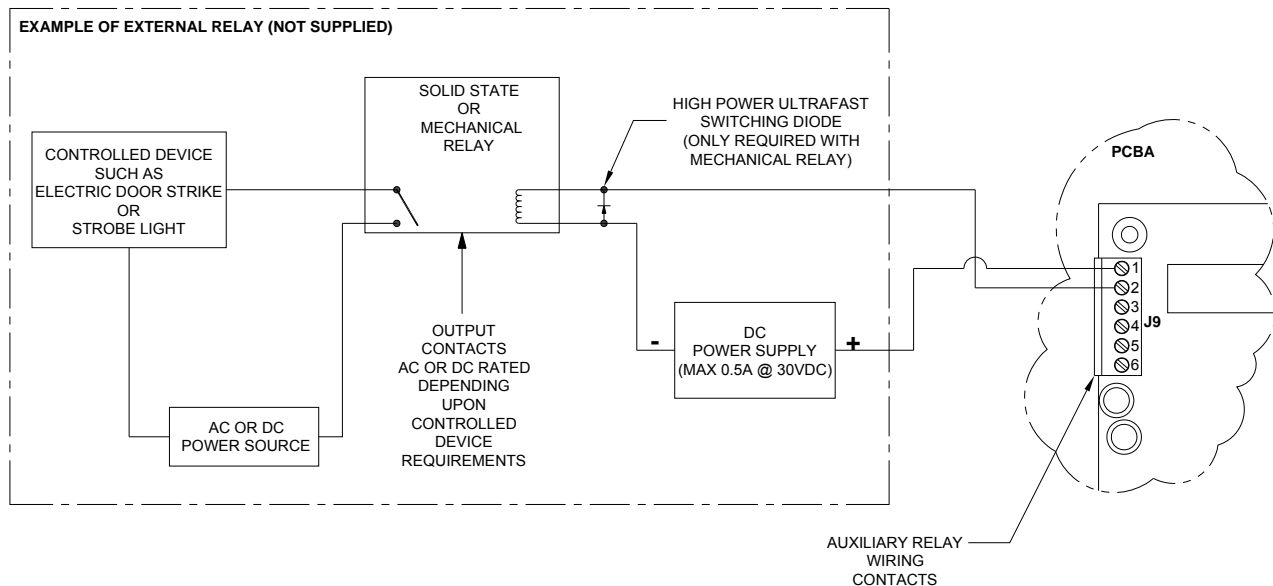 EXAMPLE OF EXTERNAL RELAY (NOT SUPPLIED)
SOLID STATE
OR
MECHANICAL
RELAY
HIGH POWER ULTRAFAST
SWITCHING DIODE
(ONLY REQUIRED WITH
MECHANICAL RELAY)
PCBA
CONTROLLED DEVICE
SUCH AS
ELECTRIC DOOR STRIKE
OR
STROBE LIGHT
1
2
3
4
5
6
J9
OUTPUT
CONTACTS
AC OR DC RATED
DEPENDING
UPON
CONTROLLED
DEVICE
REQUIREMENTS
-
DC
POWER SUPPLY
(MAX 0.5A @ 30VDC)
+
AC OR DC
POWER SOURCE
AUXILIARY RELAY
WIRING
CONTACTS